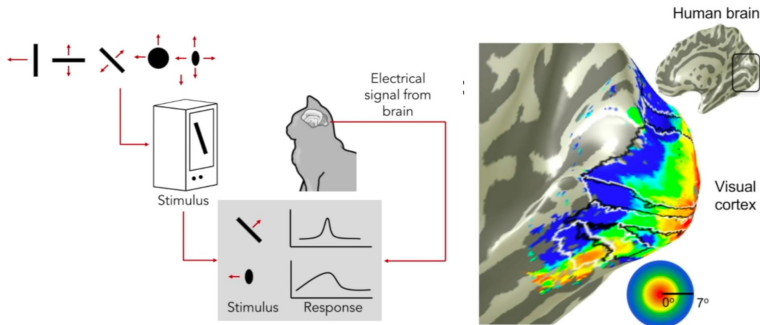 Electrical
signal from
brain
Stimulus
Stimulus
Response
Human brain
Visual
cortex
0°
7°